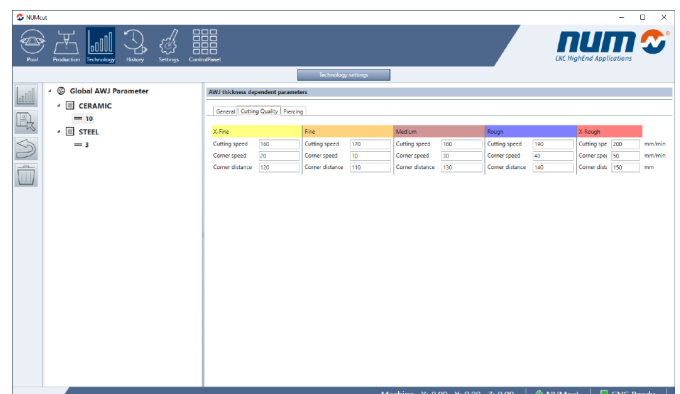 NUMcut
Pool Production Technology History Settings ControlPanel
num
CNC HighEnd Applications
Technology settings
Global AWJ Parameter
CERAMIC
10
STEEL
3
AWJ thickness dependent parameters
General Cutting Quality Piercing
X-Fine Fine Medium Rough X-Rough
Cutting speed 160 Cutting speed 170 Cutting speed 180 Cutting speed 190 Cutting spe 200 mm/min
Corner speed 20 Corner speed 10 Corner speed 30 Corner speed 40 Corner spee 50 mm/min
Corner distance 120 Corner distance 110 Corner distance 130 Corner distance 140 Corner dista 150 mm